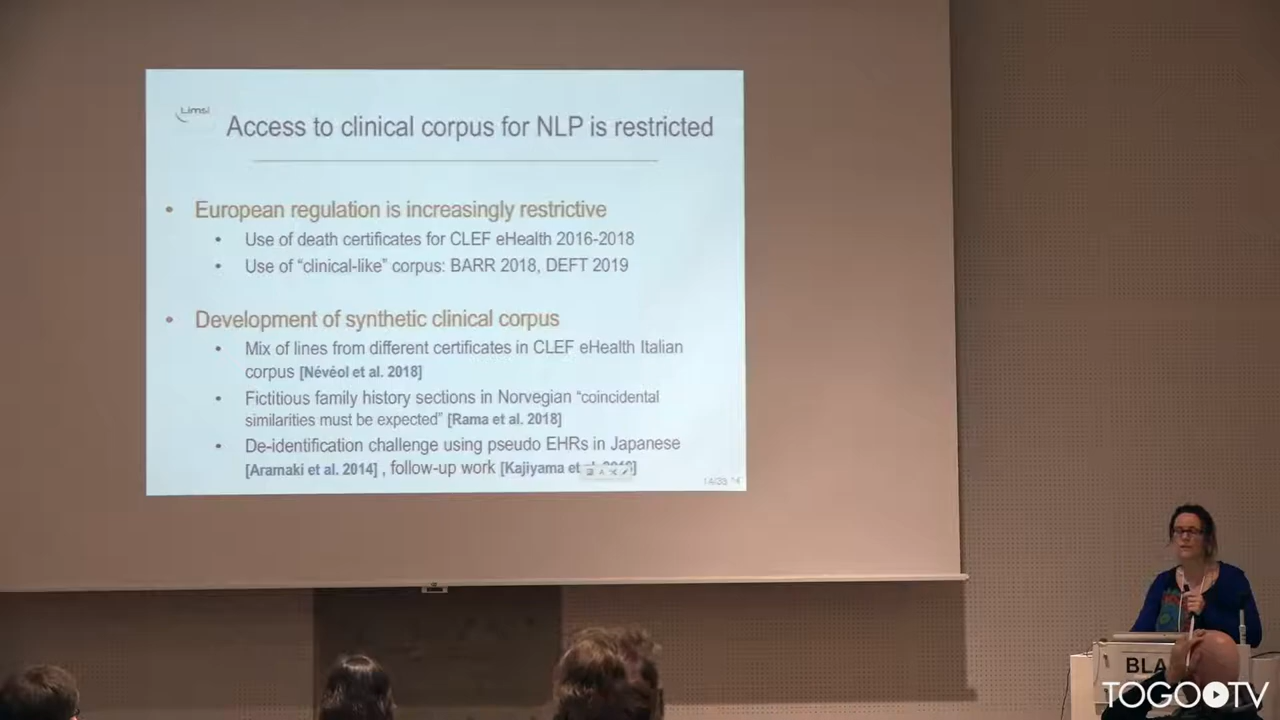 Limsi
Access to clinical corpus for NLP is restricted
• European regulation is increasingly restrictive
• Use of death certificates for CLEF eHealth 2016-2018
• Use of “clinical-like” corpus: BARR 2018, DEFT 2019
• Development of synthetic clinical corpus
• Mix of lines from different certificates in CLEF eHealth Italian
corpus [Névéol et al. 2018]
• Fictitious family history sections in Norwegian “coincidental
similarities must be expected” [Rama et al. 2018]
• De-identification challenge using pseudo EHRs in Japanese
[Aramaki et al. 2014] , follow-up work [Kajiyama et
14/35
BLA
TOGOTV